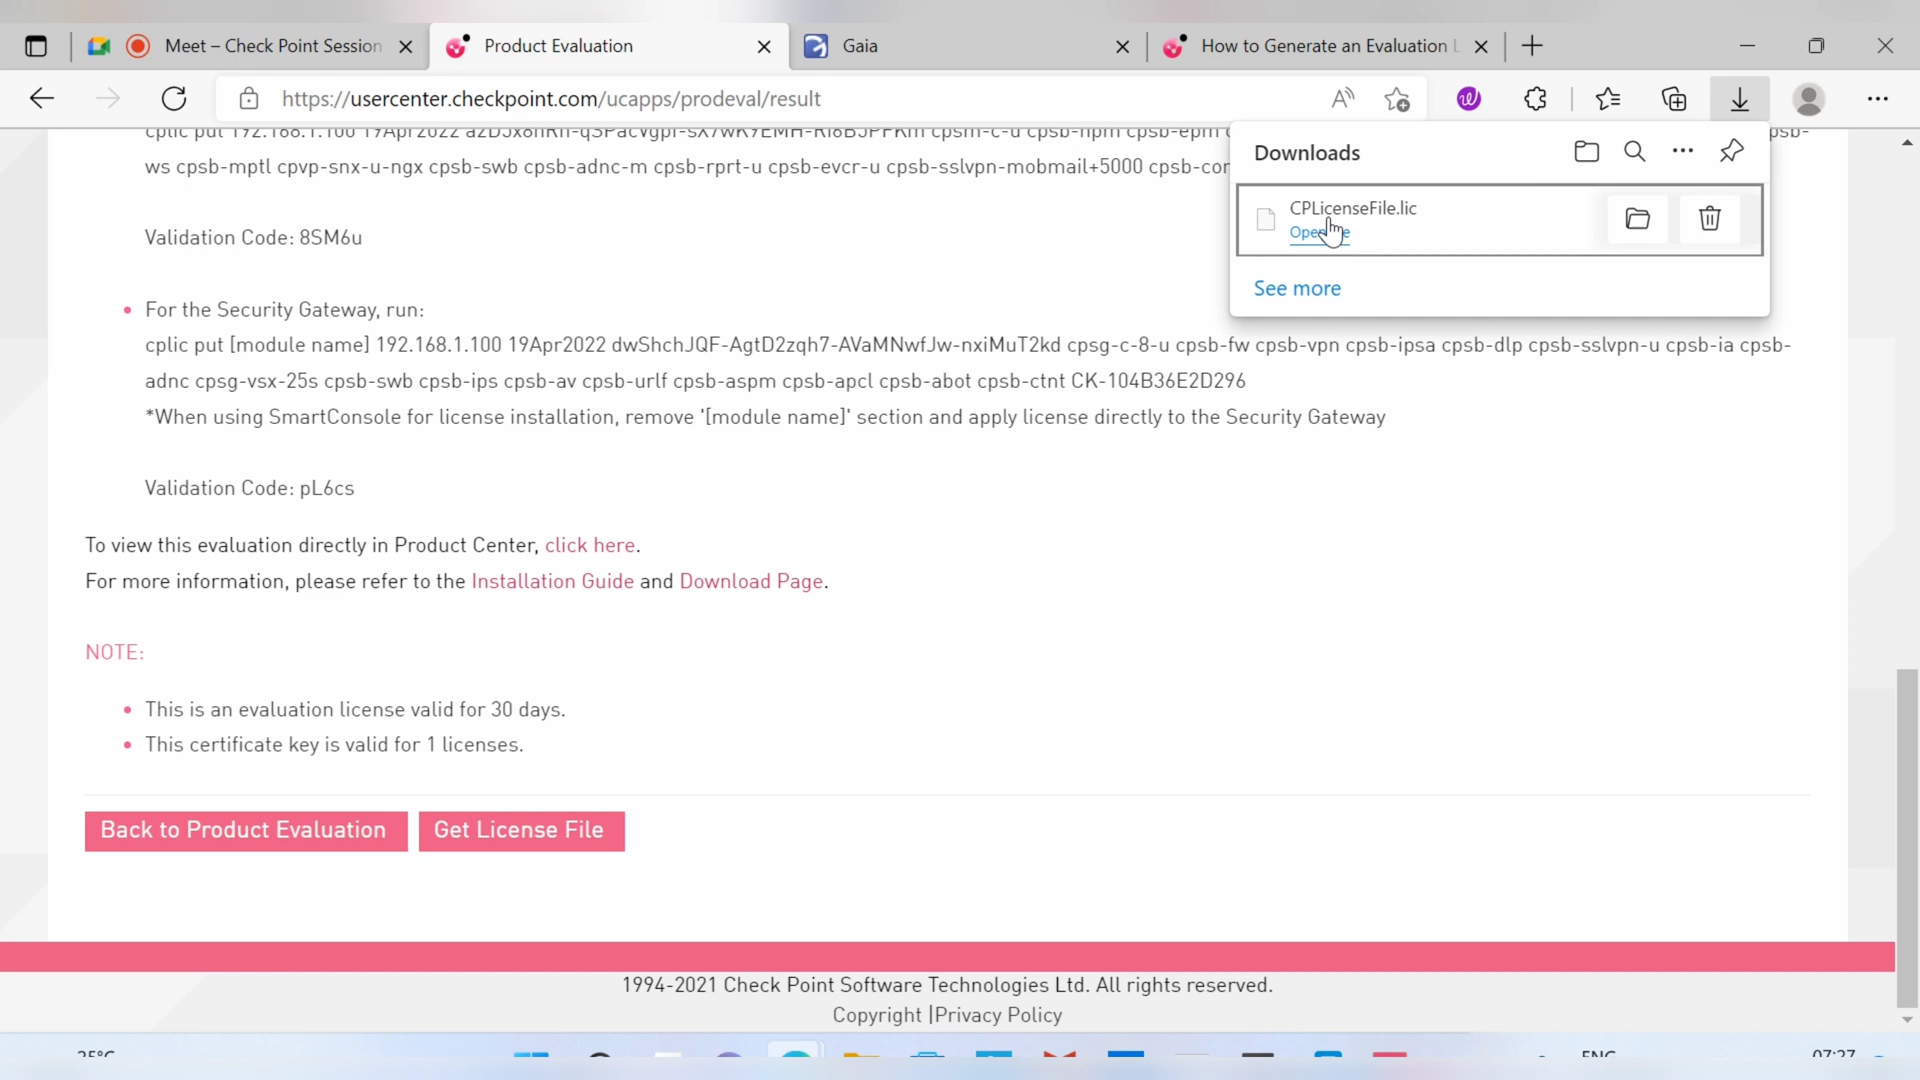 Meet – Check Point Session
Product Evaluation
Gaia
How to Generate an Evaluation L
https://usercenter.checkpoint.com/ucapps/prodeval/result
Downloads
CPLicenseFile.lic
See more
ws cpsb-mptl cpvp-snx-u-ngx cpsb-swb cpsb-adnc-m cpsb-rprt-u cpsb-evcr-u cpsb-sslvpn-mobmail+5000
Validation Code: 8SM6u
• For the Security Gateway, run:
cplic put [module name] 192.168.1.100 19Apr2022 dwShchJQF-AgtD2zqh7-AVaMNwfJw-nxiMuT2kd cpsg-c-8-u cpsb-fw cpsb-vpn cpsb-ipsa cpsb-dlp cpsb-sslvpn-u cpsb-ia cpsb-
adnc cpsg-vsx-25s cpsb-swb cpsb-ips cpsb-av cpsb-urlf cpsb-aspm cpsb-apcl cpsb-abot cpsb-ctnt CK-104B36E2D296
*When using SmartConsole for license installation, remove '[module name]' section and apply license directly to the Security Gateway
Validation Code: pL6cs
To view this evaluation directly in Product Center, click here.
For more information, please refer to the Installation Guide and Download Page.
NOTE:
• This is an evaluation license valid for 30 days.
• This certificate key is valid for 1 licenses.
Back to Product Evaluation
Get License File
1994-2021 Check Point Software Technologies Ltd. All rights reserved.
Copyright |Privacy Policy